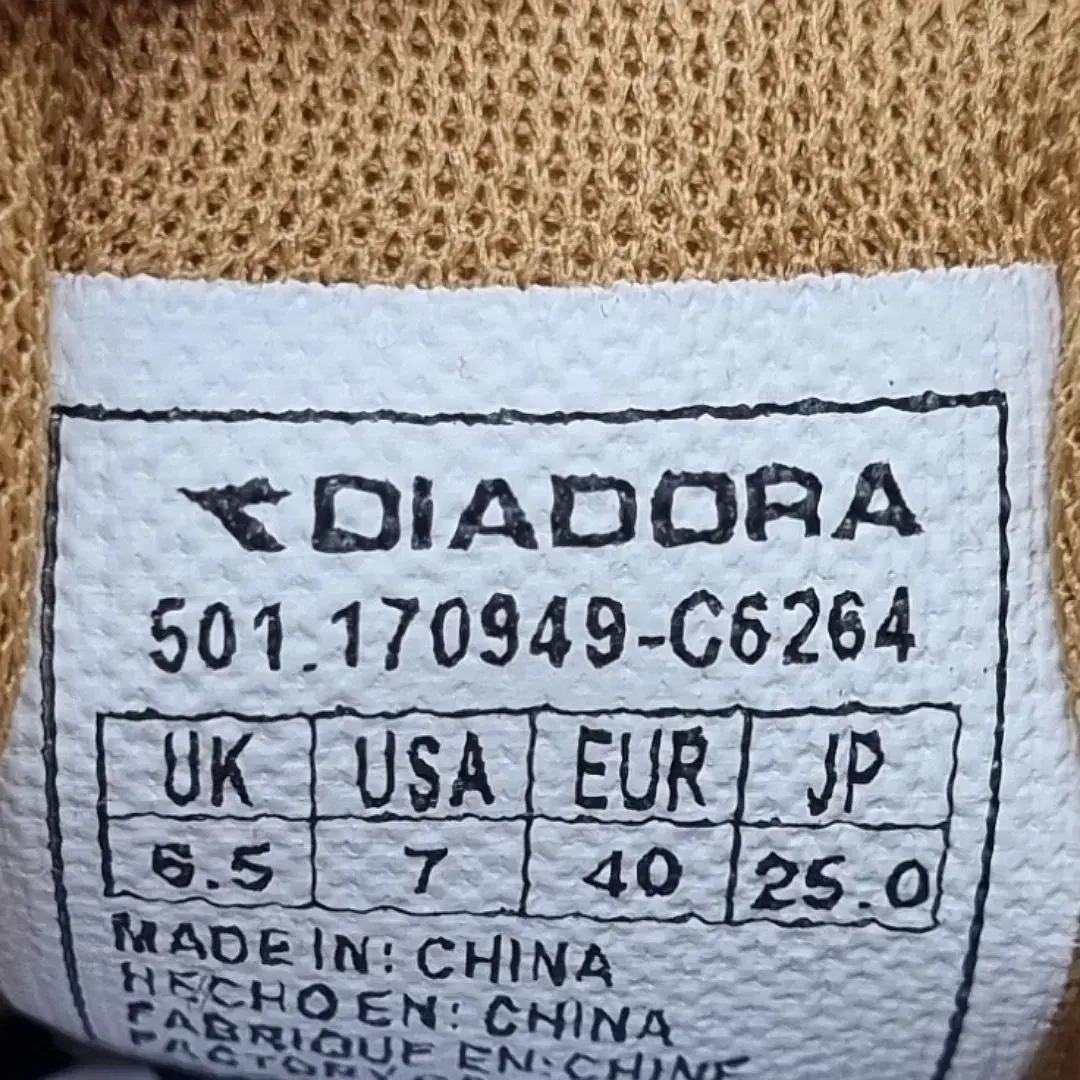 DIADORA
501.170949-C6264
UK USA EUR JP
6.5 7 40 25.0
MADE IN: CHINA
HECHO EN: CHINA
FABRIQUE EN: CHINE